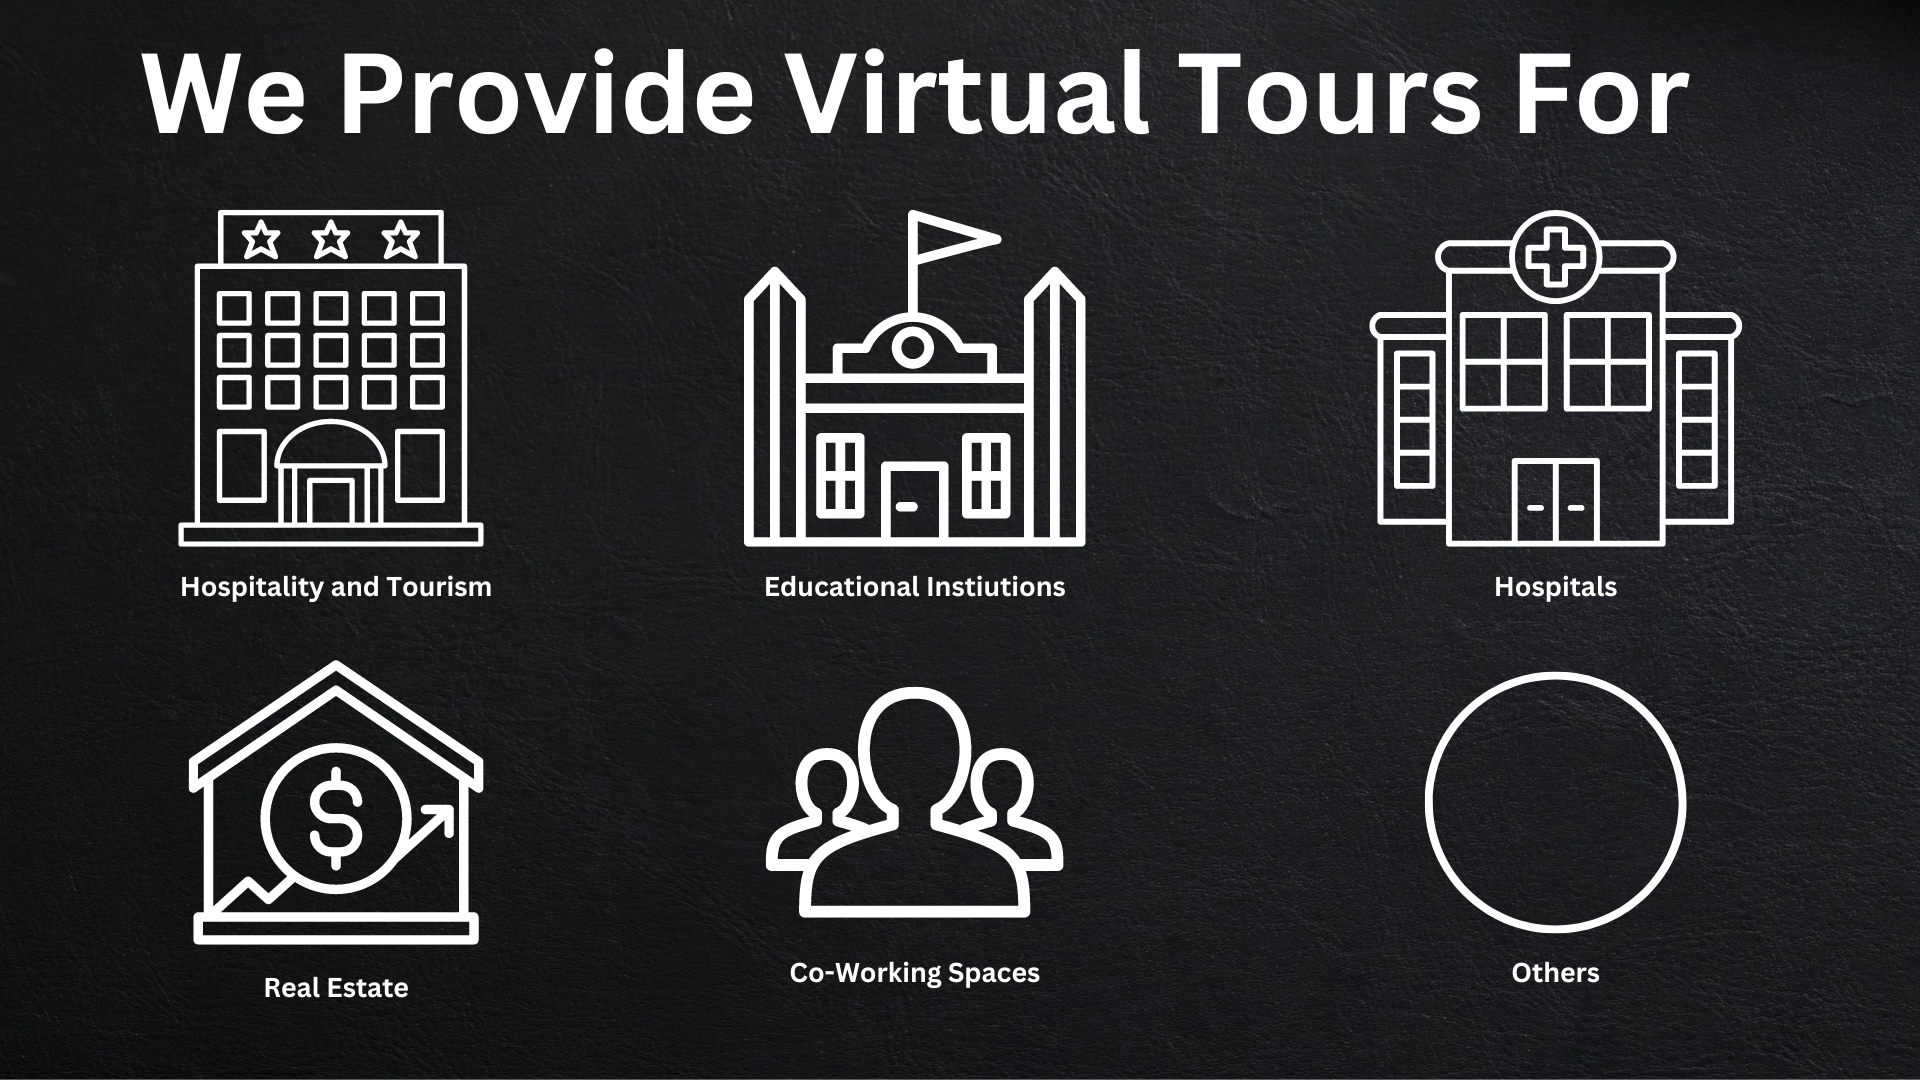 We Provide Virtual Tours For
Hospitality and Tourism
Educational Instiutions
Hospitals
Real Estate
Co-Working Spaces
Others